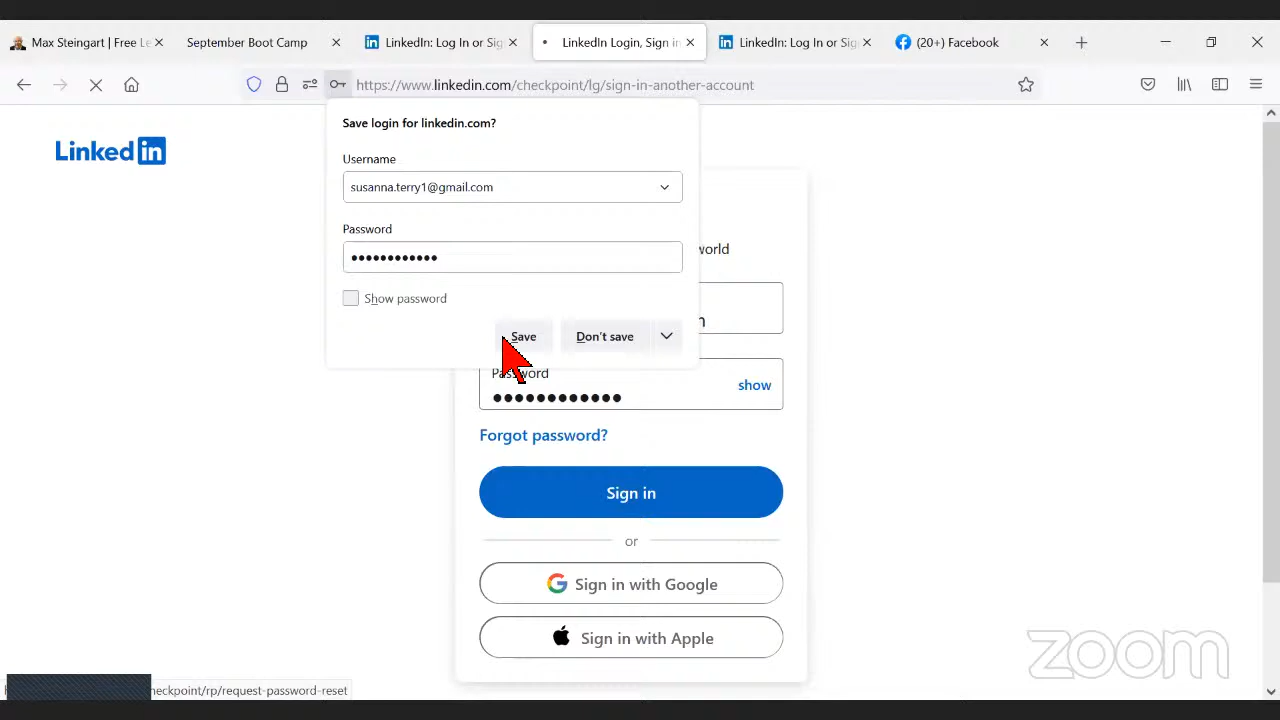 Max Steingart | Free Le
September Boot Camp
LinkedIn: Log In or Sig
LinkedIn Login, Sign in
LinkedIn: Log In or Sig
(20+) Facebook
https://www.linkedin.com/checkpoint/lg/sign-in-another-account
Linked in
Save login for linkedin.com?
Username
susanna.terry1@gmail.com
Password
••••••••••••
Show password
Save
Don't save
world
n
Password
••••••••••••
show
Forgot password?
Sign in
or
Sign in with Google
Sign in with Apple
zoom
heckpoint/rp/request-password-reset